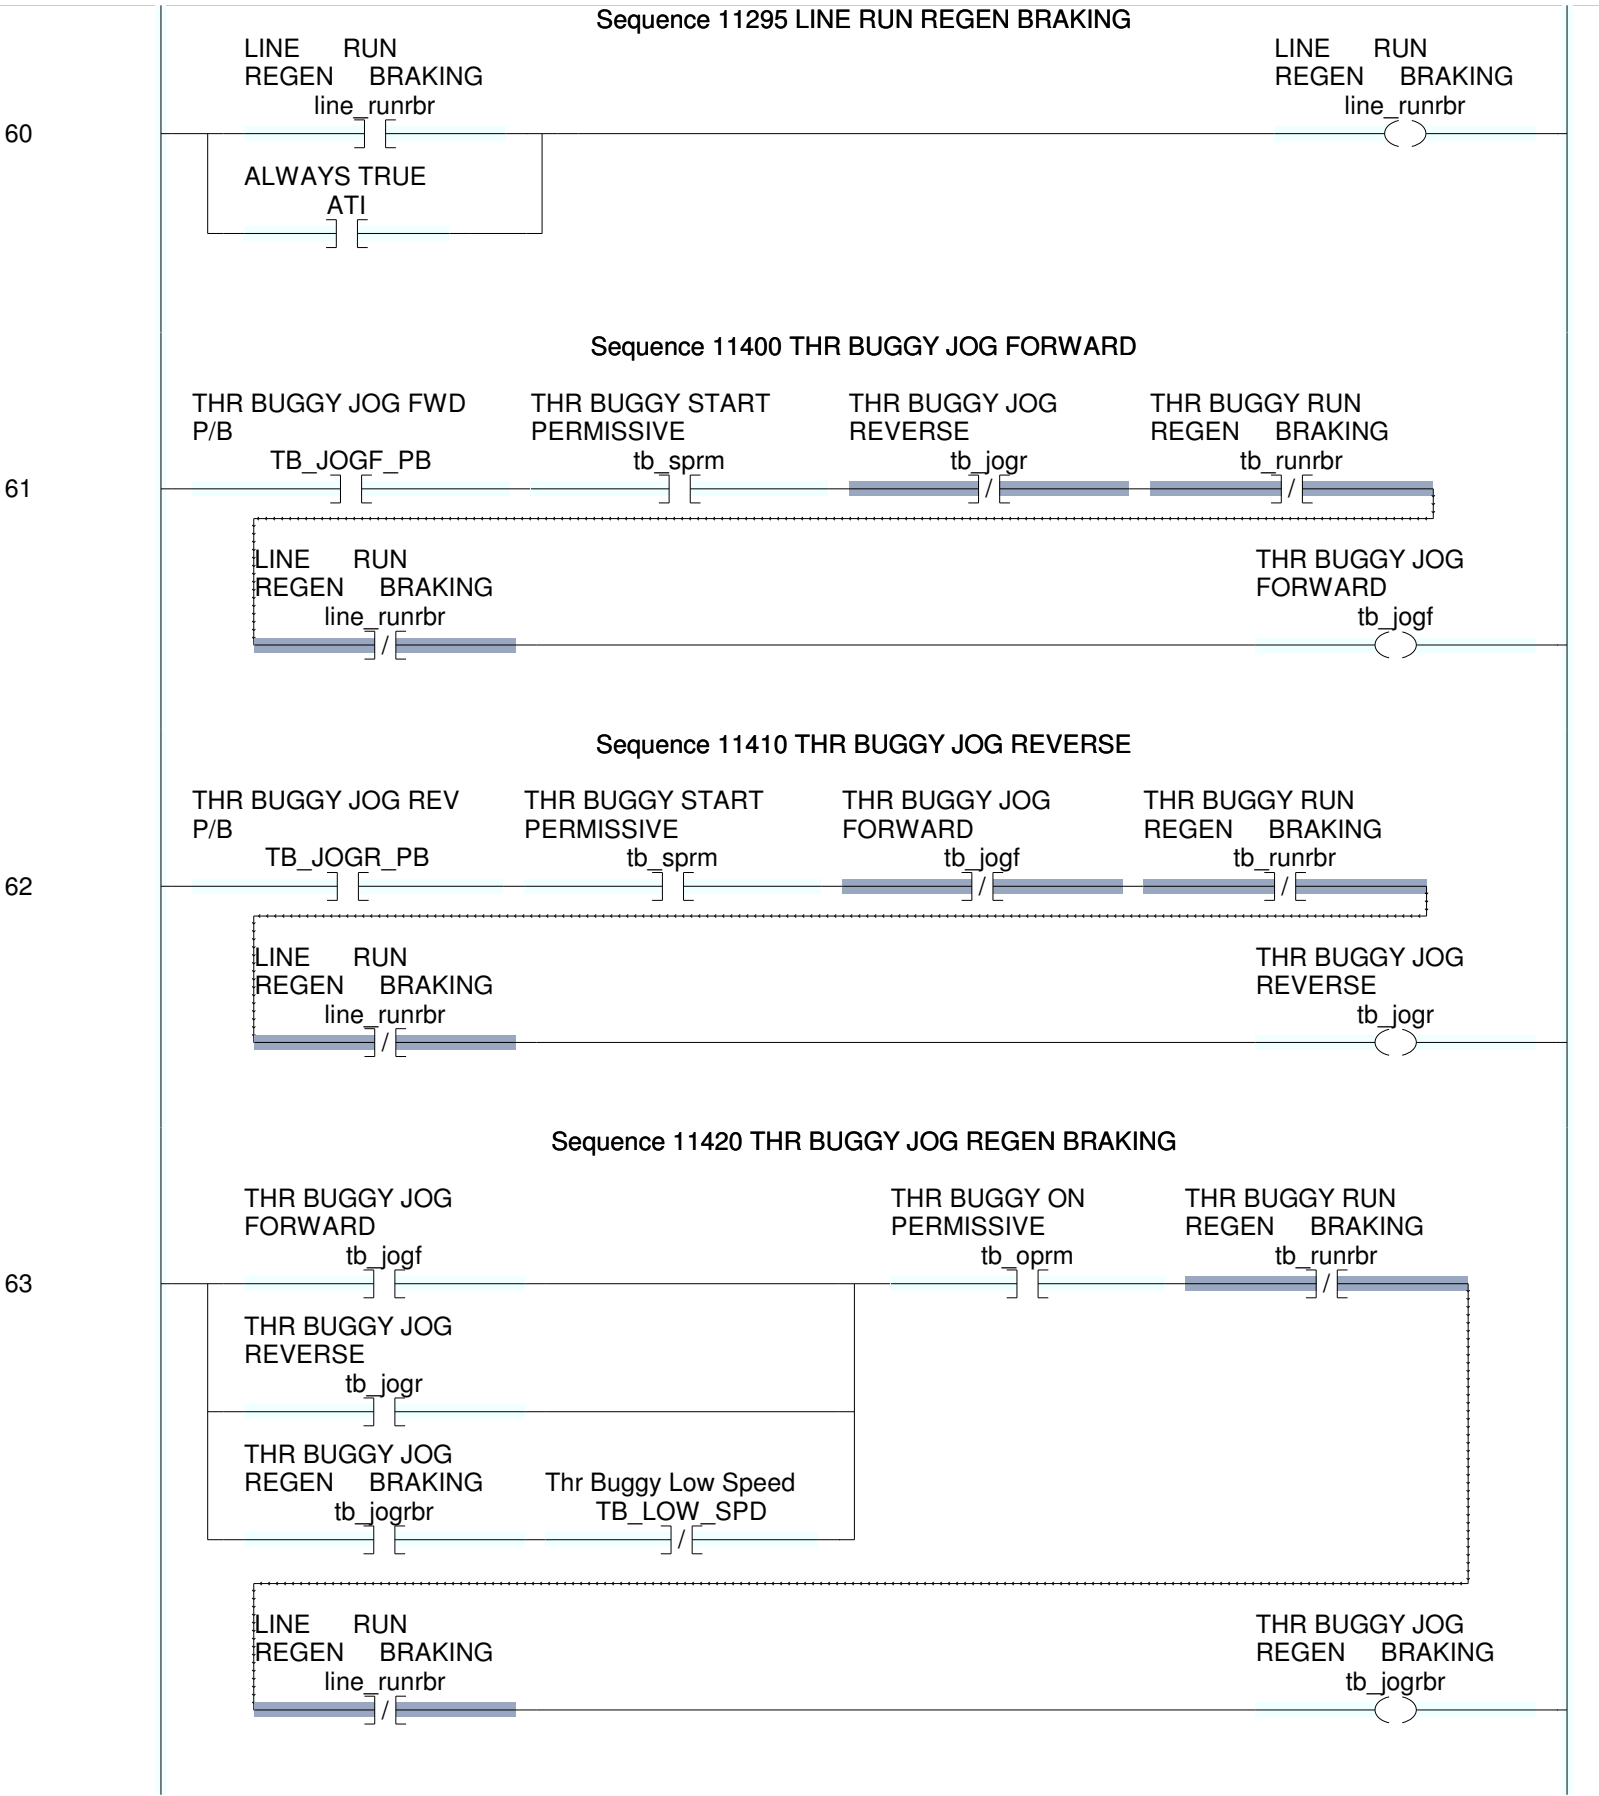 Sequence 11295 LINE RUN REGEN BRAKING
LINE RUN
REGEN BRAKING
line_runrbr
LINE RUN
REGEN BRAKING
line_runrbr
60
ALWAYS TRUE
ATI
Sequence 11400 THR BUGGY JOG FORWARD
THR BUGGY JOG FWD
P/B
TB_JOGF_PB
THR BUGGY START
PERMISSIVE
tb_sprm
THR BUGGY JOG
REVERSE
tb_jogr
THR BUGGY RUN
REGEN BRAKING
tb_runrbr
61
LINE RUN
REGEN BRAKING
line_runrbr
THR BUGGY JOG
FORWARD
tb_jogf
Sequence 11410 THR BUGGY JOG REVERSE
THR BUGGY JOG REV
P/B
TB_JOGR_PB
THR BUGGY START
PERMISSIVE
tb_sprm
THR BUGGY JOG
FORWARD
tb_jogf
THR BUGGY RUN
REGEN BRAKING
tb_runrbr
62
LINE RUN
REGEN BRAKING
line_runrbr
THR BUGGY JOG
REVERSE
tb_jogr
Sequence 11420 THR BUGGY JOG REGEN BRAKING
THR BUGGY JOG
FORWARD
tb_jogf
THR BUGGY ON
PERMISSIVE
tb_oprm
THR BUGGY RUN
REGEN BRAKING
tb_runrbr
63
THR BUGGY JOG
REVERSE
tb_jogr
THR BUGGY JOG
REGEN BRAKING
tb_jogrbr
Thr Buggy Low Speed
TB_LOW_SPD
LINE RUN
REGEN BRAKING
line_runrbr
THR BUGGY JOG
REGEN BRAKING
tb_jogrbr